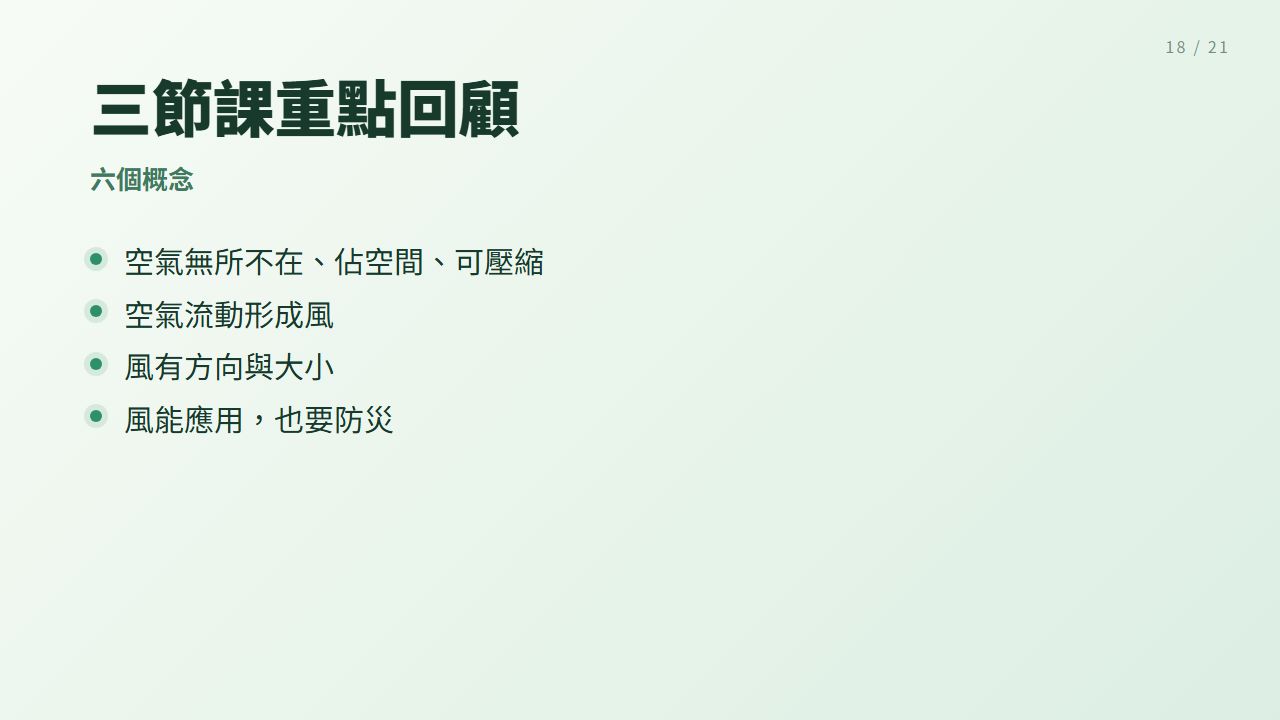 18 / 21
三節課重點回顧
六個概念
空氣無所不在、佔空間、可壓縮
空氣流動形成風
風有方向與大小
風能應用，也要防災